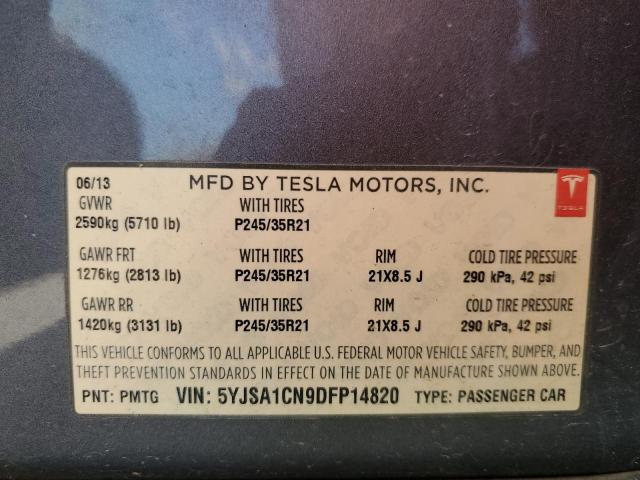 06/13 MFD BY TESLA MOTORS, INC.
TESLA
GVWR WITH TIRES
2590kg (5710 lb) P245/35R21
GAWR FRT WITH TIRES RIM COLD TIRE PRESSURE
1276kg (2813 lb) P245/35R21 21X8.5 J 290 kPa, 42 psi
GAWR RR WITH TIRES RIM COLD TIRE PRESSURE
1420kg (3131 lb) P245/35R21 21X8.5 J 290 kPa, 42 psi
THIS VEHICLE CONFORMS TO ALL APPLICABLE U.S. FEDERAL MOTOR VEHICLE SAFETY, BUMPER, AND
THEFT PREVENTION STANDARDS IN EFFECT ON THE DATE OF MANUFACTURE SHOWN ABOVE.
PNT: PMTG VIN: 5YJSA1CN9DFP14820 TYPE: PASSENGER CAR